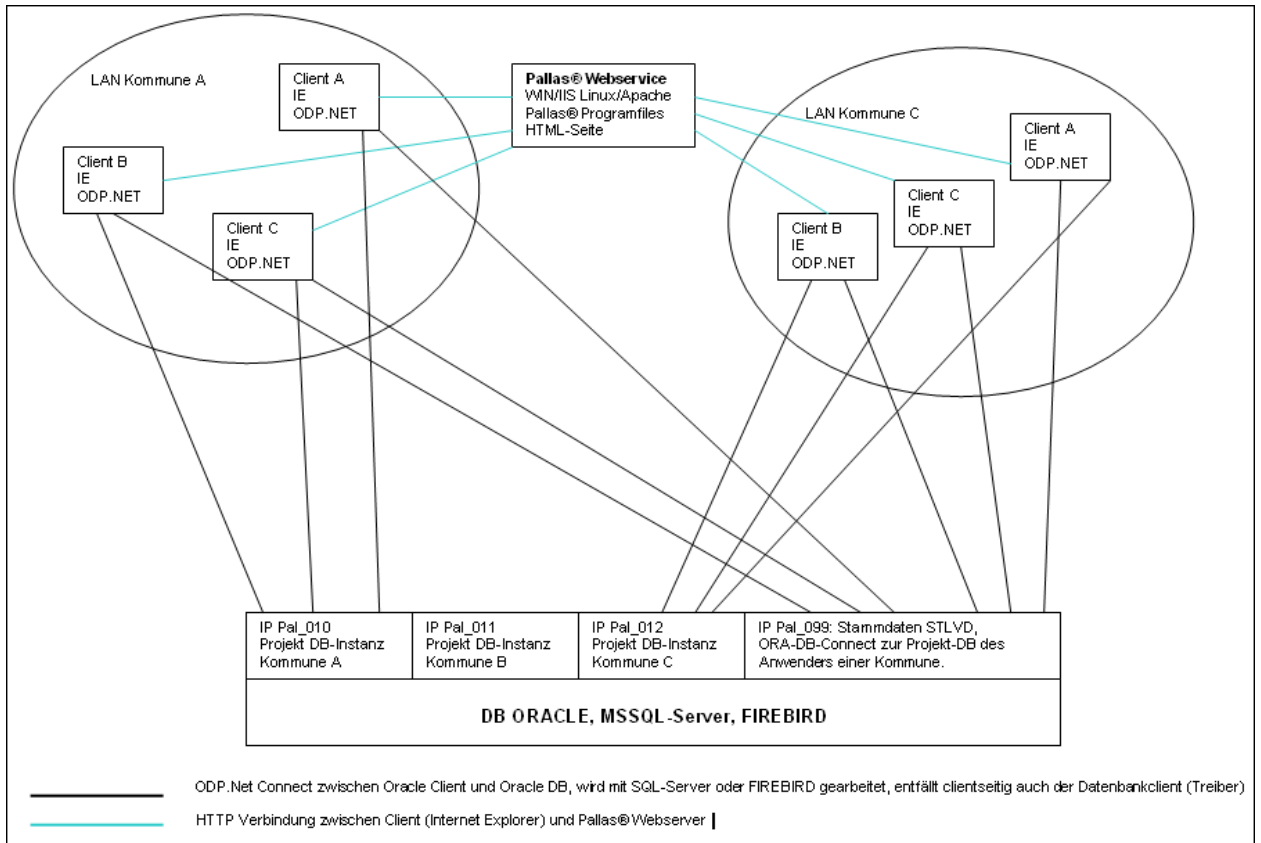 LAN Kommune A
Client A
IE
ODP.NET
Client B
IE
ODP.NET
Client C
IE
ODP.NET
Pallas® Webservice
WIN/IIS Linux/Apache
Pallas® Programfiles
HTML-Seite
LAN Kommune C
Client A
IE
ODP.NET
Client C
IE
ODP.NET
Client B
IE
ODP.NET
IP Pal_010
Projekt DB-Instanz
Kommune A
IP Pal_011
Projekt DB-Instanz
Kommune B
IP Pal_012
Projekt DB-Instanz
Kommune C
IP Pal_099: Stammdaten STLVD,
ORA-DB-Connect zur Projekt-DB des
Anwenders einer Kommune.
DB ORACLE, MSSQL-Server, FIREBIRD
ODP.Net Connect zwischen Oracle Client und Oracle DB, wird mit SQL-Server oder FIREBIRD gearbeitet, entfällt clientseitig auch der Datenbankclient (Treiber)
HTTP Verbindung zwischen Client (Internet Explorer) und Pallas® Webserver